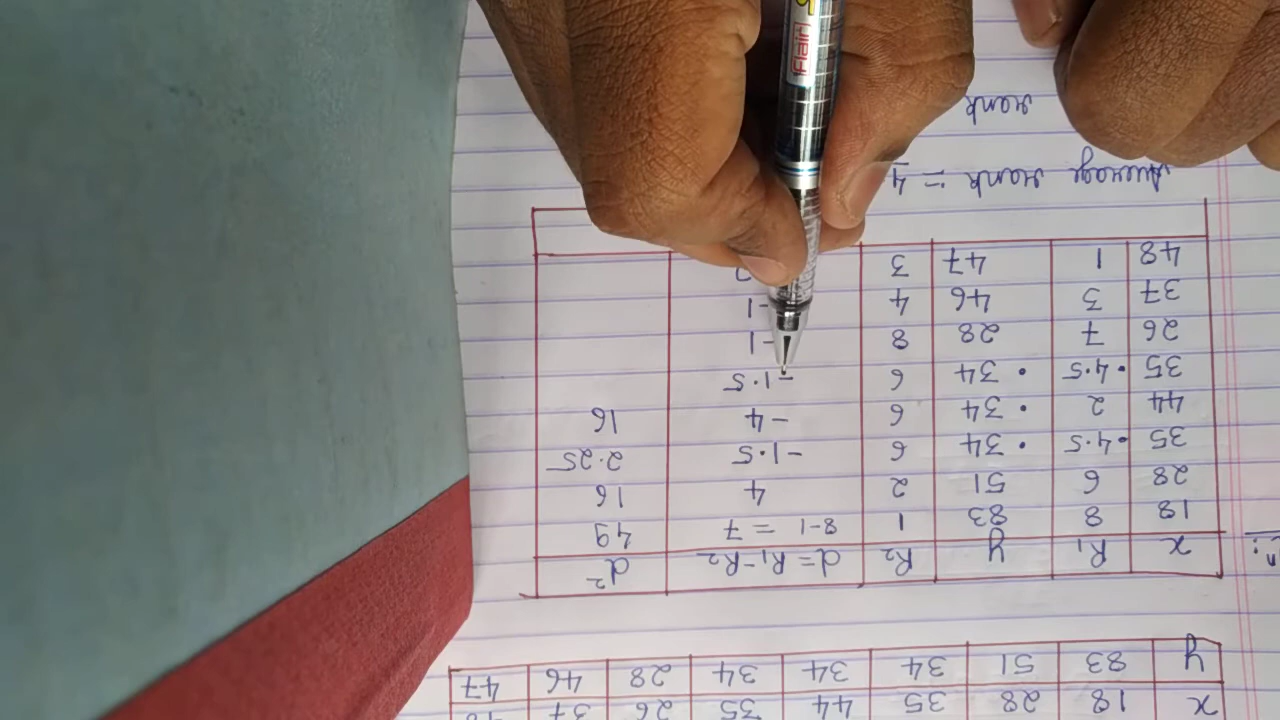 x 18 28 35 44 35 26 37
y 83 51 34 34 34 28 46 47
x R₁ y R₂ d=R₁-R₂ d²
18 8 83 1 8-1 = 7 49
28 6 51 2 4 16
35 •4.5 •34 6 -1.5 2.25
44 2 •34 6 -4 16
35 •4.5 •34 6 -1.5
26 7 28 8 -1
37 3 46 4 -1
48 1 47 3
Average rank = 4
rank
Flair